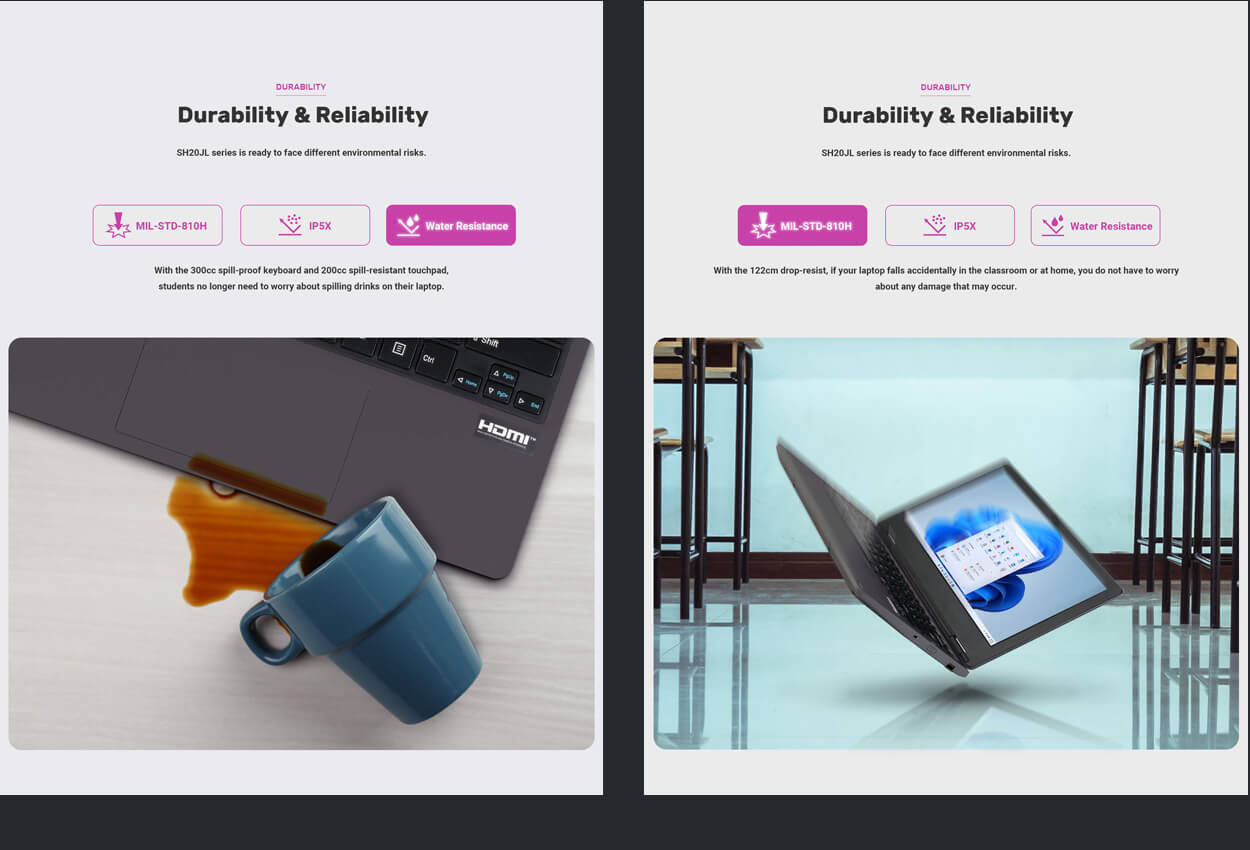 DURABILITY
Durability & Reliability
SH20JL series is ready to face different environmental risks.
MIL-STD-810H
IP5X
Water Resistance
With the 300cc spill-proof keyboard and 200cc spill-resistant touchpad,
students no longer need to worry about spilling drinks on their laptop.
Shift
Ctrl
PgUp
Home
PgDn
End
HDMI™
DURABILITY
Durability & Reliability
SH20JL series is ready to face different environmental risks.
MIL-STD-810H
IP5X
Water Resistance
With the 122cm drop-resist, if your laptop falls accidentally in the classroom or at home, you do not have to worry
about any damage that may occur.